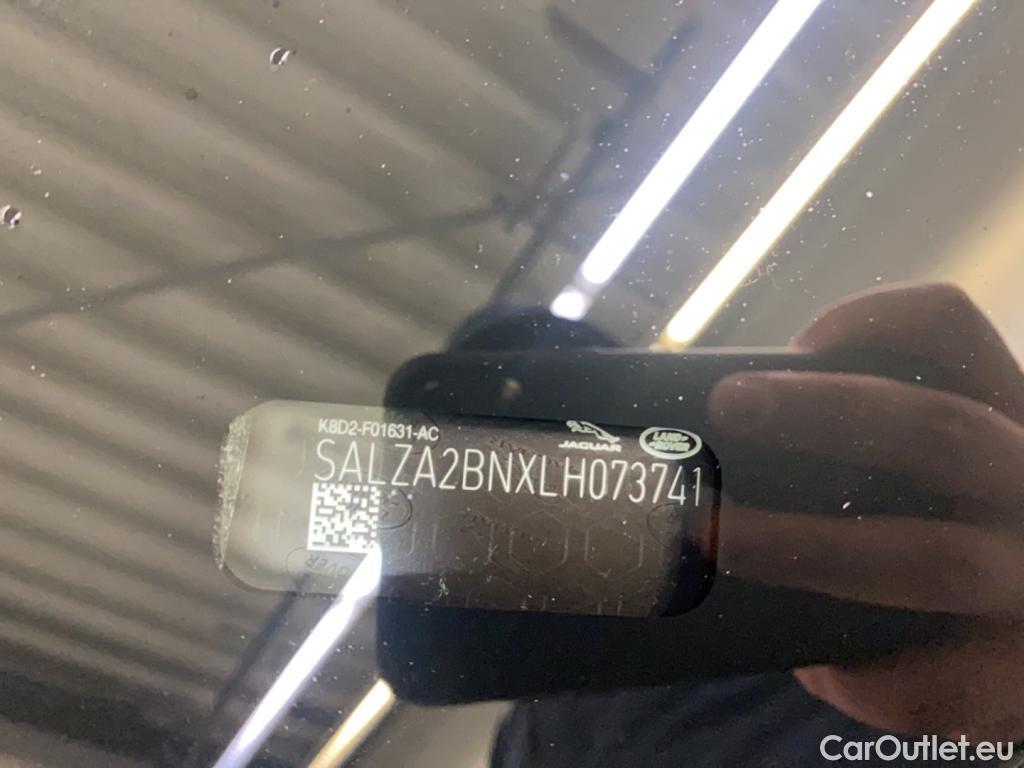 K8D2-F01631-AC
SALZA2BNXLH073741
JAGUAR
LAND
ROVER
CarOutlet.eu